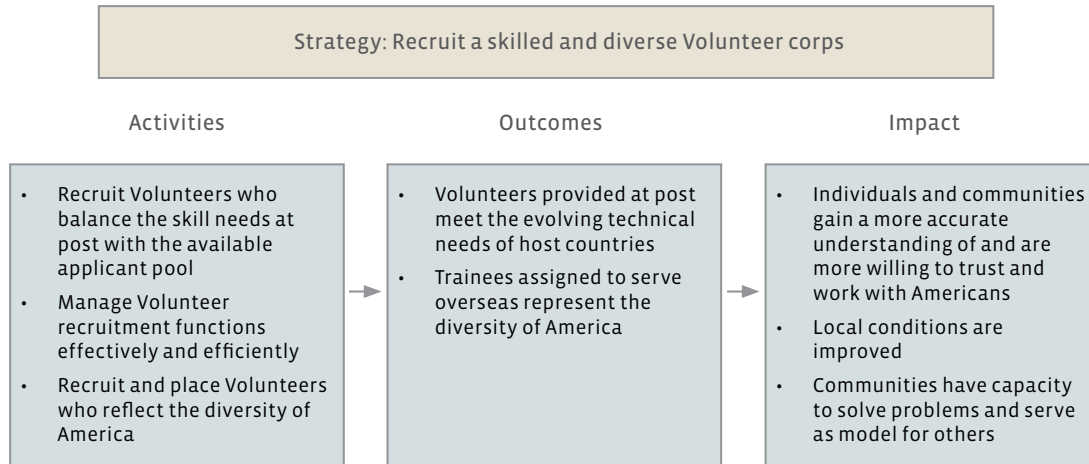 Strategy: Recruit a skilled and diverse Volunteer corps
Activities
• Recruit Volunteers who
balance the skill needs at
post with the available
applicant pool
• Manage Volunteer
recruitment functions
effectively and efficiently
• Recruit and place Volunteers
who reflect the diversity of
America
Outcomes
• Volunteers provided at post
meet the evolving technical
needs of host countries
• Trainees assigned to serve
overseas represent the
diversity of America
Impact
• Individuals and communities
gain a more accurate
understanding of and are
more willing to trust and
work with Americans
• Local conditions are
improved
• Communities have capacity
to solve problems and serve
as model for others